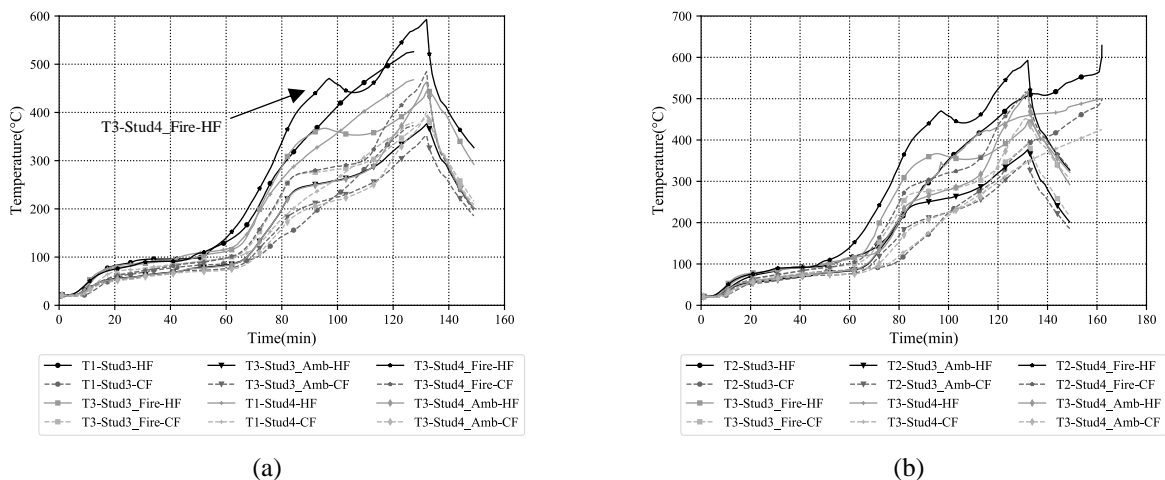 600
500
400
300
200
100
0
Temperature(°C)
T3-Stud4_Fire-HF
0 20 40 60 80 100 120 140 160
Time(min)
T1-Stud3-HF T3-Stud3_Amb-HF T3-Stud4_Fire-HF
T1-Stud3-CF T3-Stud3_Amb-CF T3-Stud4_Fire-CF
T3-Stud3_Fire-HF T1-Stud4-HF T3-Stud4_Amb-HF
T3-Stud3_Fire-CF T1-Stud4-CF T3-Stud4_Amb-CF
(a)
700
600
500
400
300
200
100
0
Temperature(°C)
0 20 40 60 80 100 120 140 160 180
Time(min)
T2-Stud3-HF T2-Stud3_Amb-HF T2-Stud4_Fire-HF
T2-Stud3-CF T2-Stud3_Amb-CF T2-Stud4_Fire-CF
T3-Stud3_Fire-HF T3-Stud4-HF T3-Stud4_Amb-HF
T3-Stud3_Fire-CF T3-Stud4-CF T3-Stud4_Amb-CF
(b)